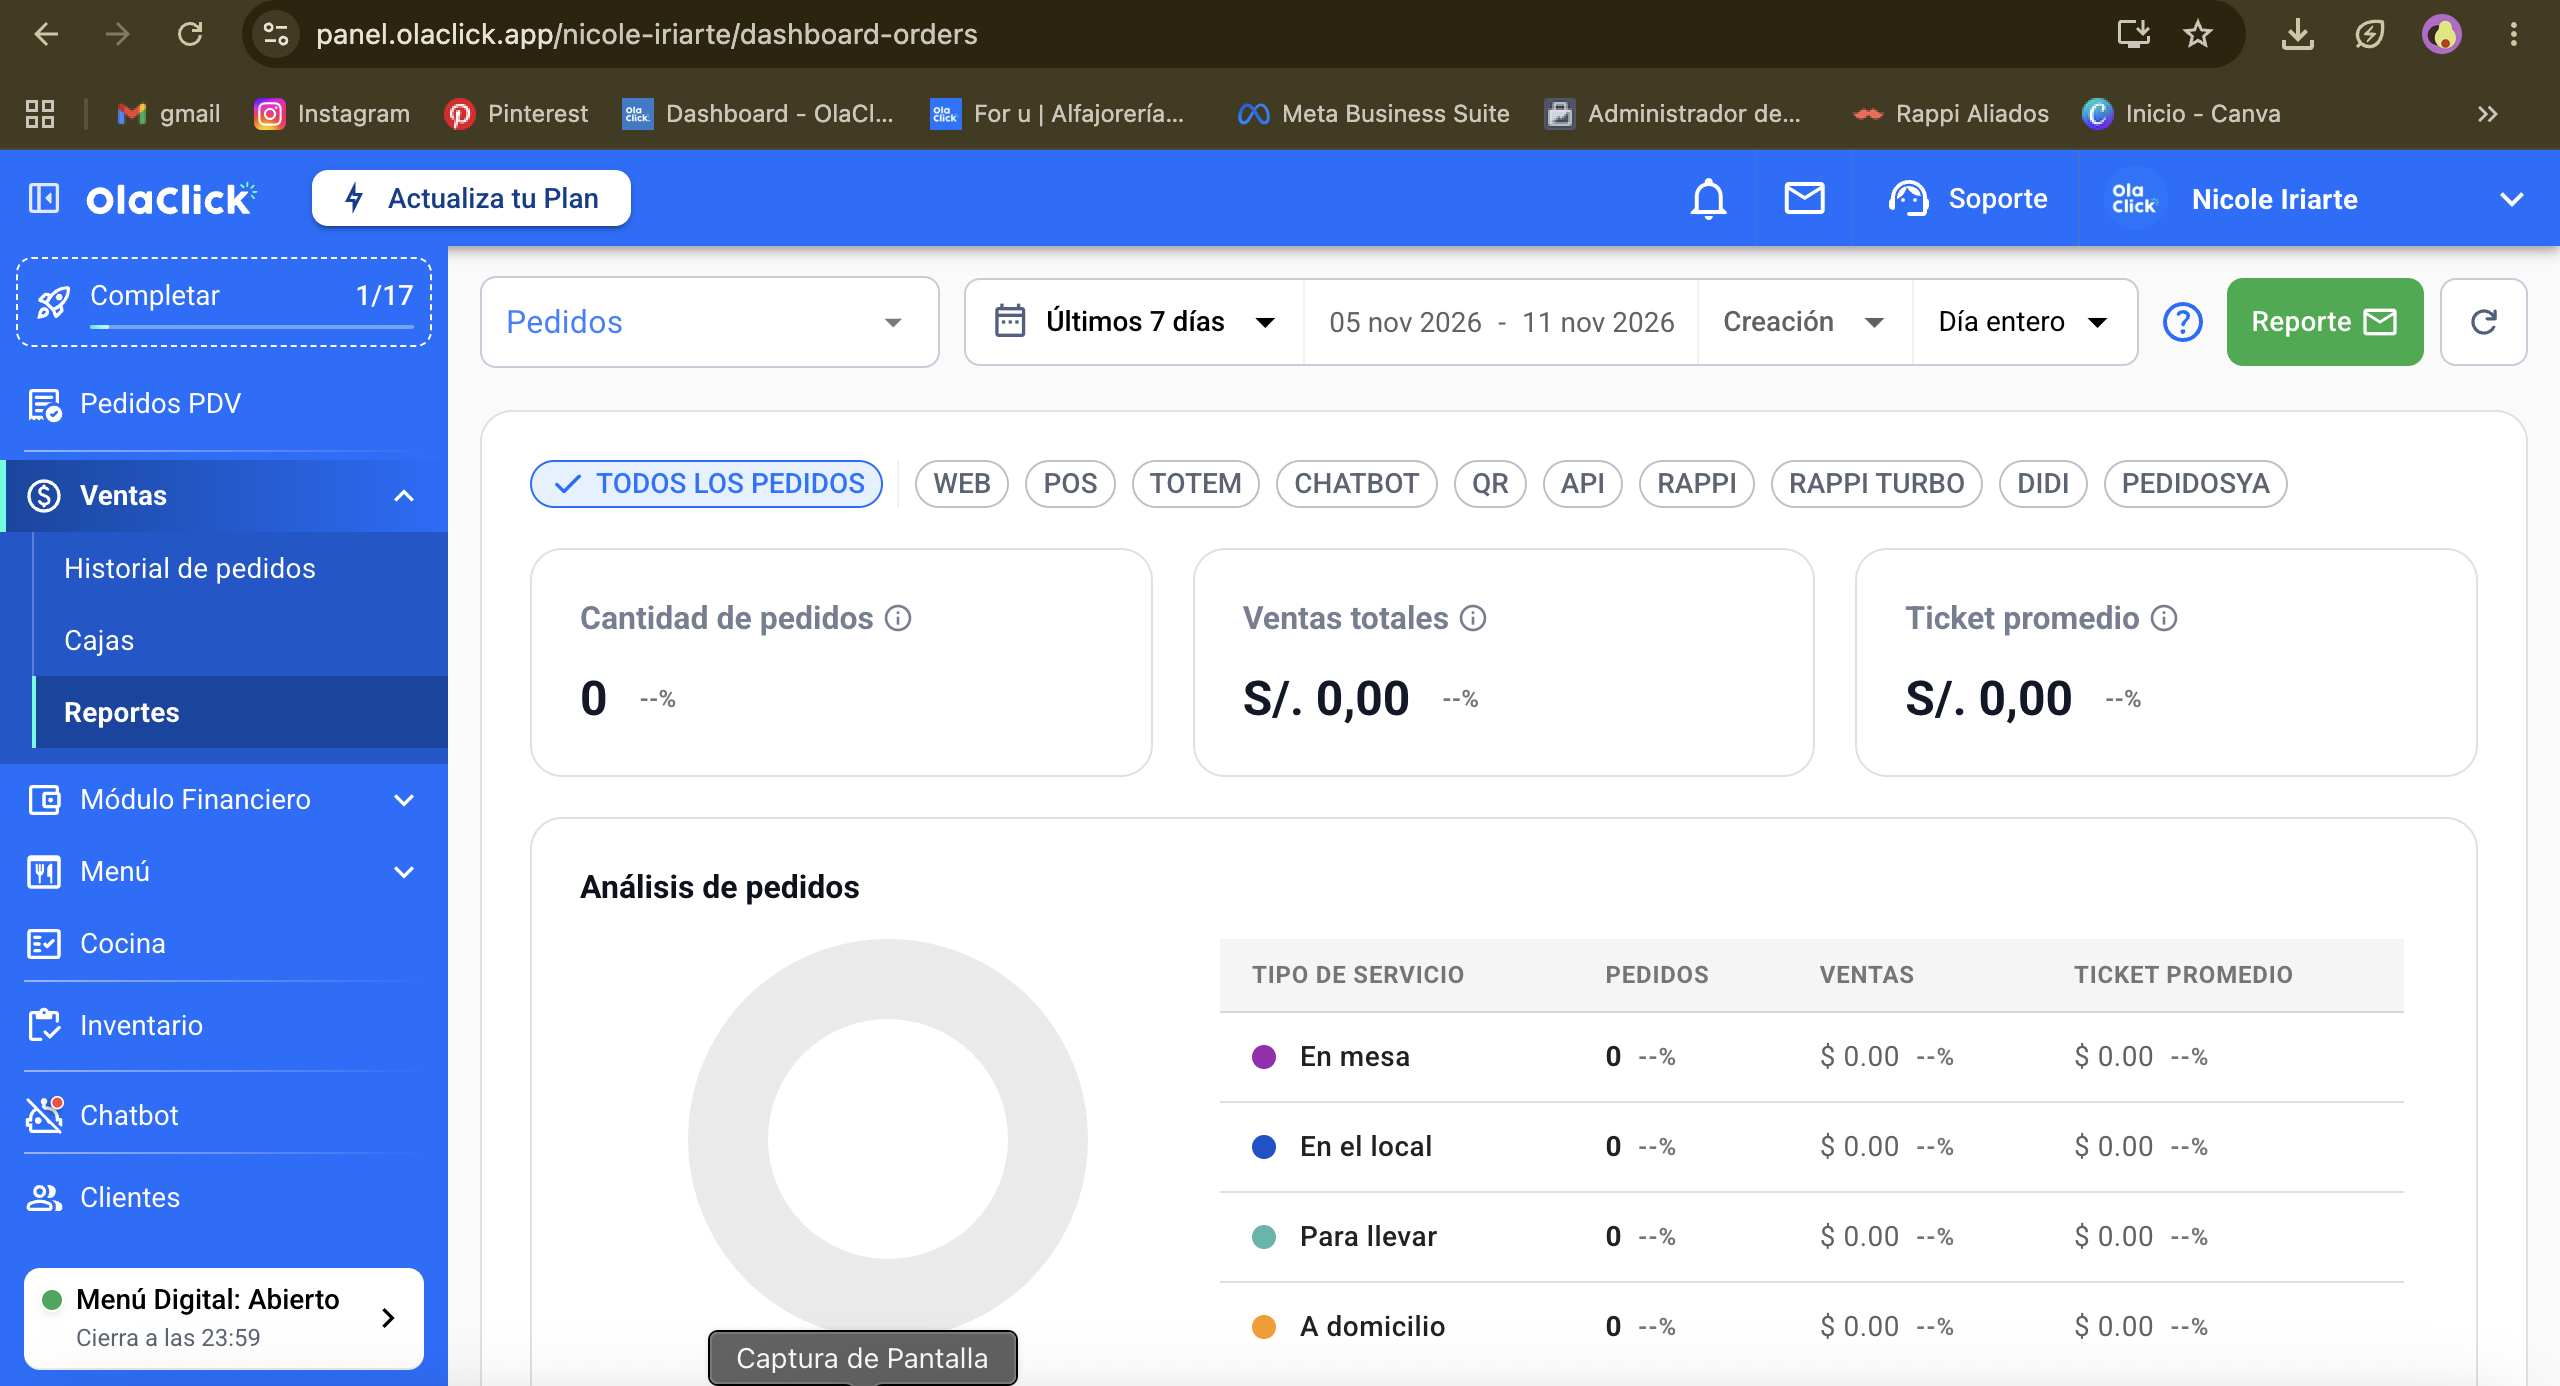 panel.olaclick.app/nicole-iriarte/dashboard-orders
gmail Instagram Pinterest Dashboard - OlaCl... For u | Alfajorería... Meta Business Suite Administrador de... Rappi Aliados Inicio - Canva
olaclick Actualiza tu Plan Soporte Ola Click Nicole Iriarte
Completar 1/17
Pedidos PDV
Ventas
Historial de pedidos
Cajas
Reportes
Módulo Financiero
Menú
Cocina
Inventario
Chatbot
Clientes
Menú Digital: Abierto
Cierra a las 23:59
Pedidos Últimos 7 días 05 nov 2026 - 11 nov 2026 Creación Día entero ? Reporte
TODOS LOS PEDIDOS WEB POS TOTEM CHATBOT QR API RAPPI RAPPI TURBO DIDI PEDIDOSYA
Cantidad de pedidos
0 --%
Ventas totales
S/. 0,00 --%
Ticket promedio
S/. 0,00 --%
Análisis de pedidos
TIPO DE SERVICIO PEDIDOS VENTAS TICKET PROMEDIO
En mesa 0 --% $ 0.00 --% $ 0.00 --%
En el local 0 --% $ 0.00 --% $ 0.00 --%
Para llevar 0 --% $ 0.00 --% $ 0.00 --%
A domicilio 0 --% $ 0.00 --% $ 0.00 --%
Captura de Pantalla